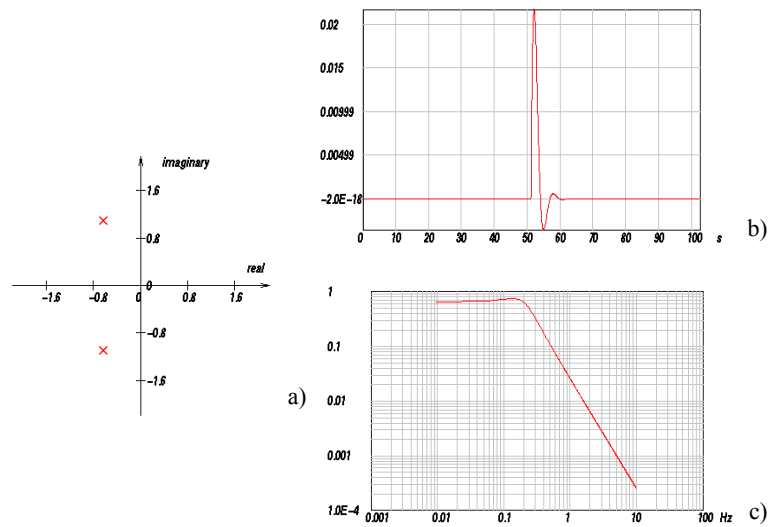 imaginary
1.6
0.8
real
-1.6 -0.8 0 0 0.8 1.6
-0.8
-1.6
a)
0.02
0.015
0.00999
0.00499
-2.0E-18
0 10 20 30 40 50 60 70 80 90 100 s
b)
1
0.1
0.01
0.001
1.0E-4
0.001 0.01 0.1 1 10 100 Hz
c)